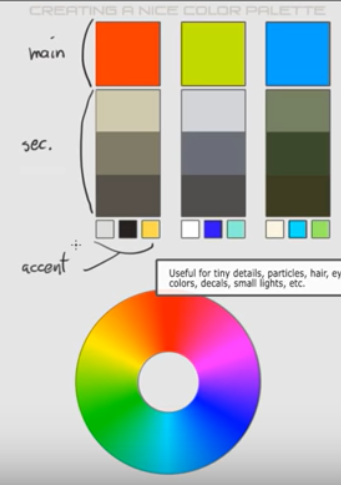 CREATING A NICE COLOR PALETTE
main
sec.
accent
Useful for tiny details, particles, hair, ey
colors, decals, small lights, etc.